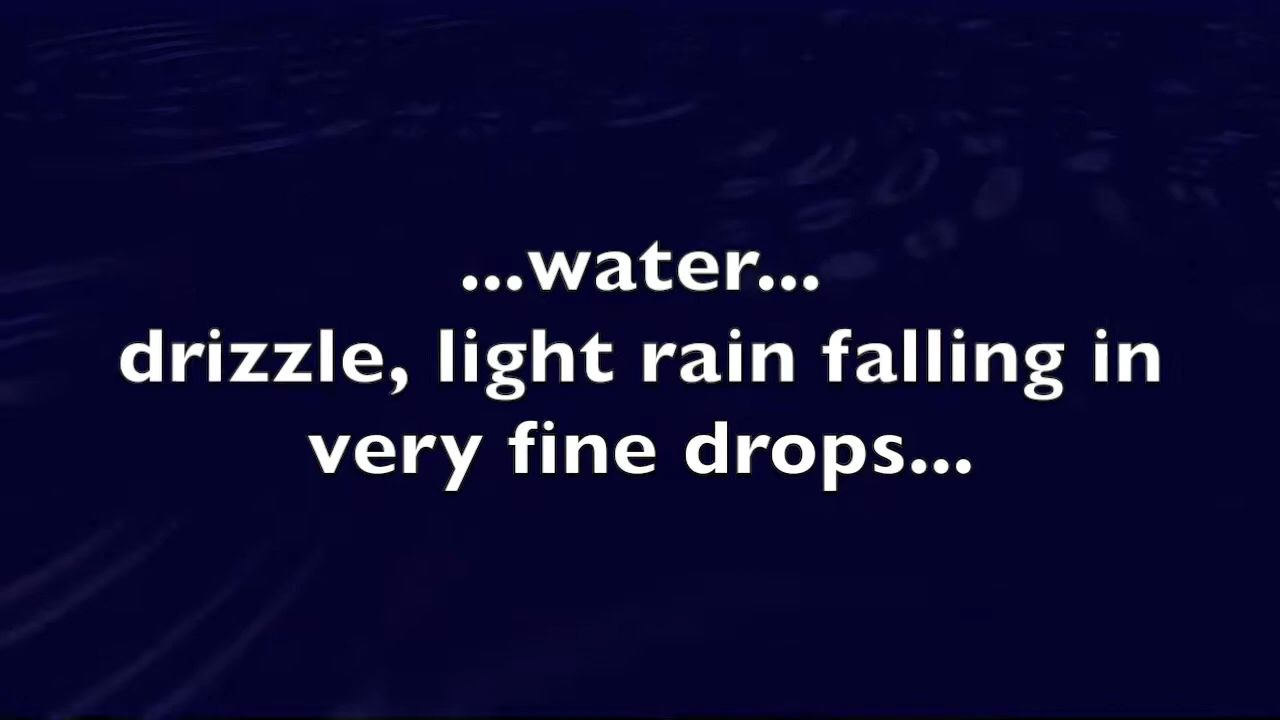 ...water...
drizzle, light rain falling in
very fine drops...